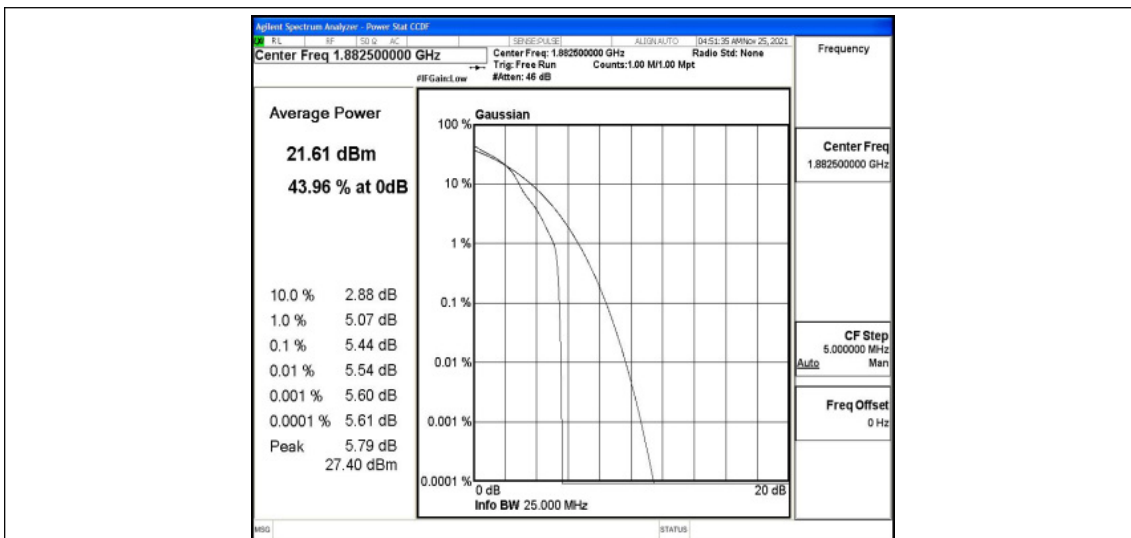 Agilent Spectrum Analyzer - Power Stat CCDF
RL RF 50 Ω AC SENSE:PULSE ALIGN AUTO 04:51:35 AM Nov 25, 2021
Center Freq 1.882500000 GHz
Center Freq: 1.882500000 GHz Radio Std: None
Trig: Free Run Counts:1.00 M/1.00 Mpt
#IFGain:Low #Atten: 46 dB
Frequency
Average Power
21.61 dBm
43.96 % at 0dB
10.0 % 2.88 dB
1.0 % 5.07 dB
0.1 % 5.44 dB
0.01 % 5.54 dB
0.001 % 5.60 dB
0.0001 % 5.61 dB
Peak 5.79 dB
27.40 dBm
Gaussian
100 %
10 %
1 %
0.1 %
0.01 %
0.001 %
0.0001 %
0 dB 20 dB
Info BW 25.000 MHz
Center Freq
1.882500000 GHz
CF Step
5.000000 MHz
Auto Man
Freq Offset
0 Hz
MSG STATUS